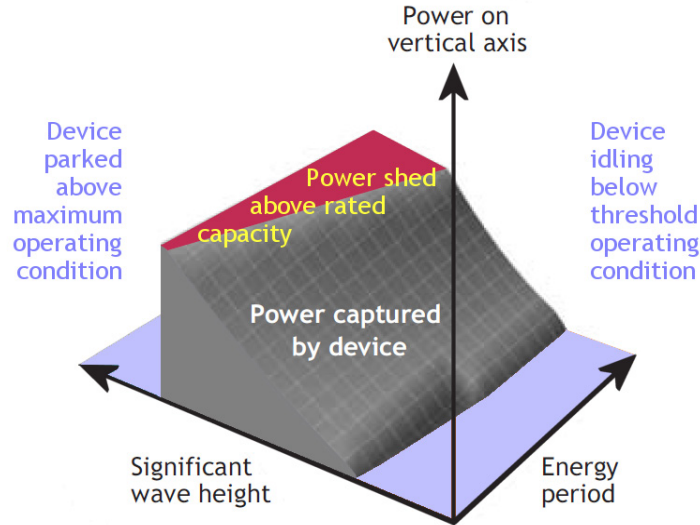 Power on
vertical axis
Device
parked
above
maximum
operating
condition
Device
idling
below
threshold
operating
condition
Power shed
above rated
capacity
Power captured
by device
Significant
wave height
Energy
period